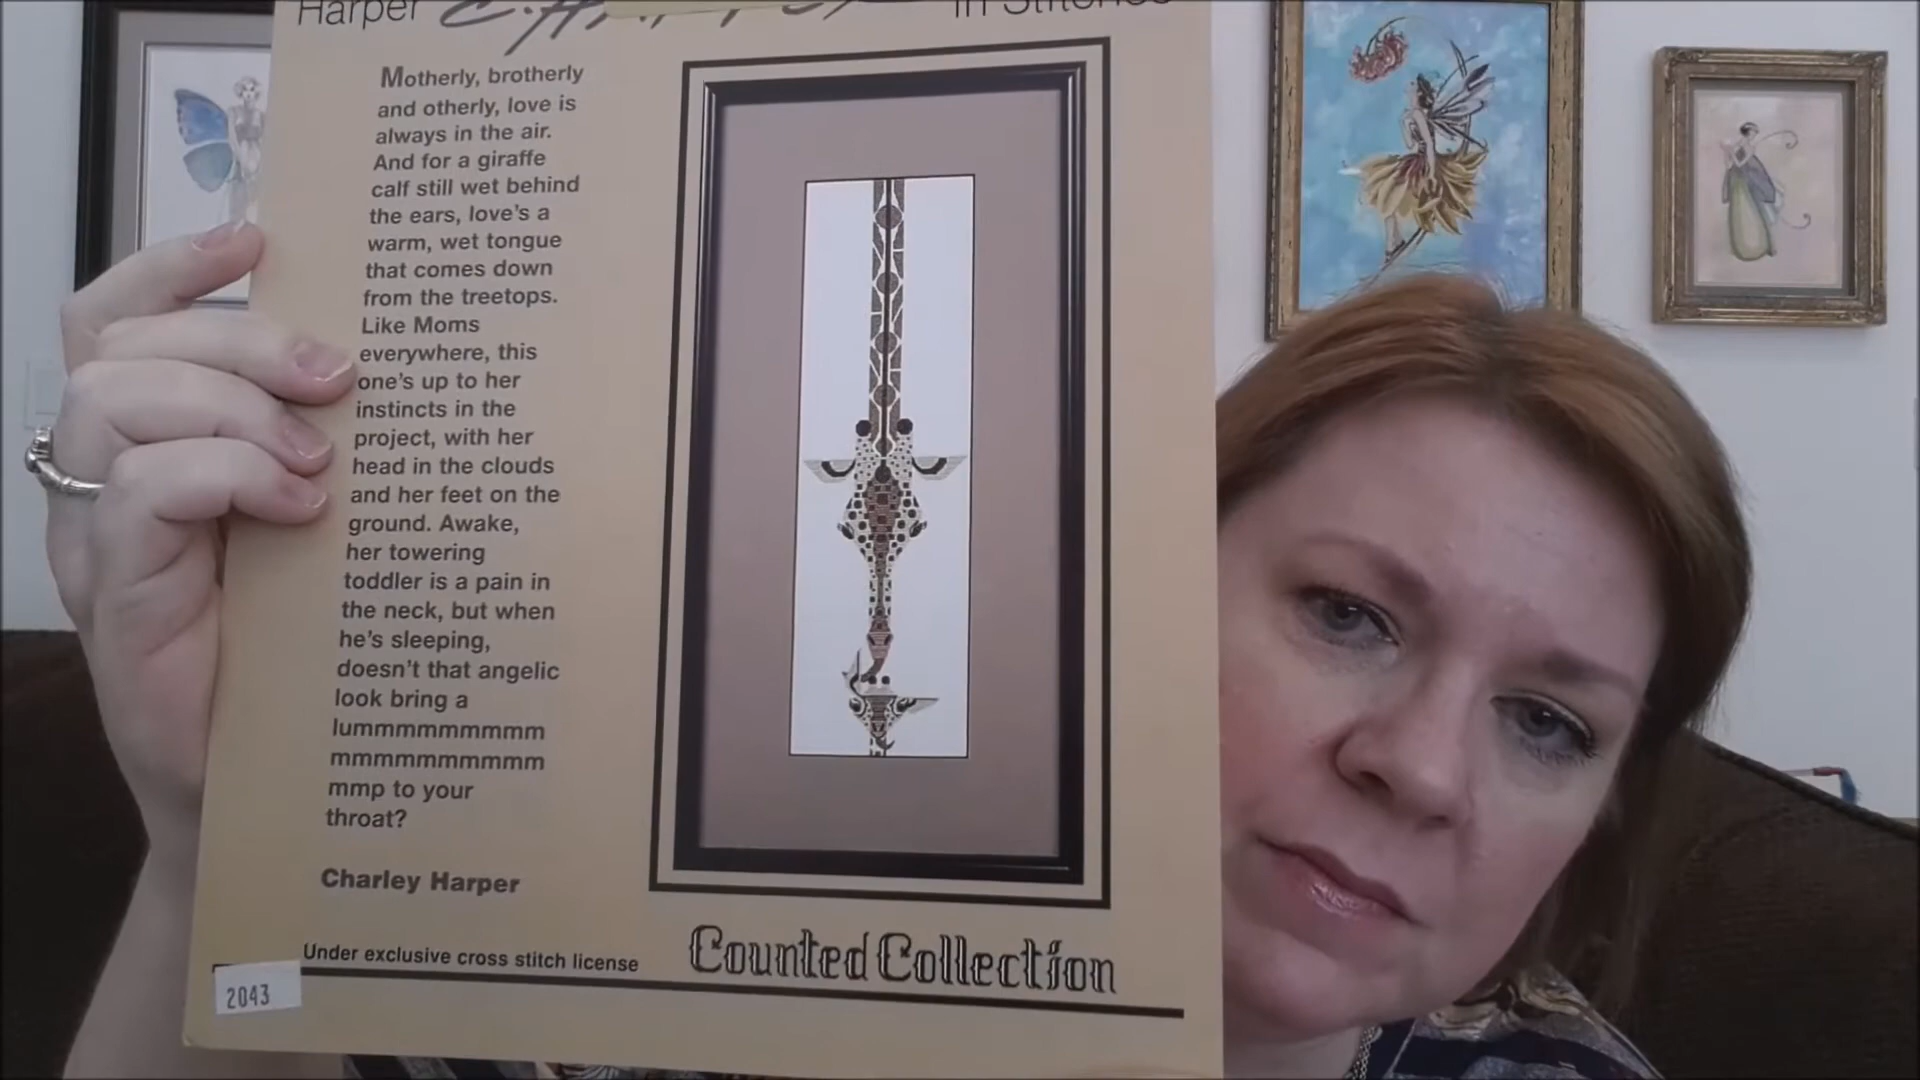 Harper
in Stitches
Motherly, brotherly
and otherly, love is
always in the air.
And for a giraffe
calf still wet behind
the ears, love's a
warm, wet tongue
that comes down
from the treetops.
Like Moms
everywhere, this
one's up to her
instincts in the
project, with her
head in the clouds
and her feet on the
ground. Awake,
her towering
toddler is a pain in
the neck, but when
he's sleeping,
doesn't that angelic
look bring a
lummmmmmmmm
mmmmmmmmmm
mmp to your
throat?
Charley Harper
Under exclusive cross stitch license
Counted Collection
2043